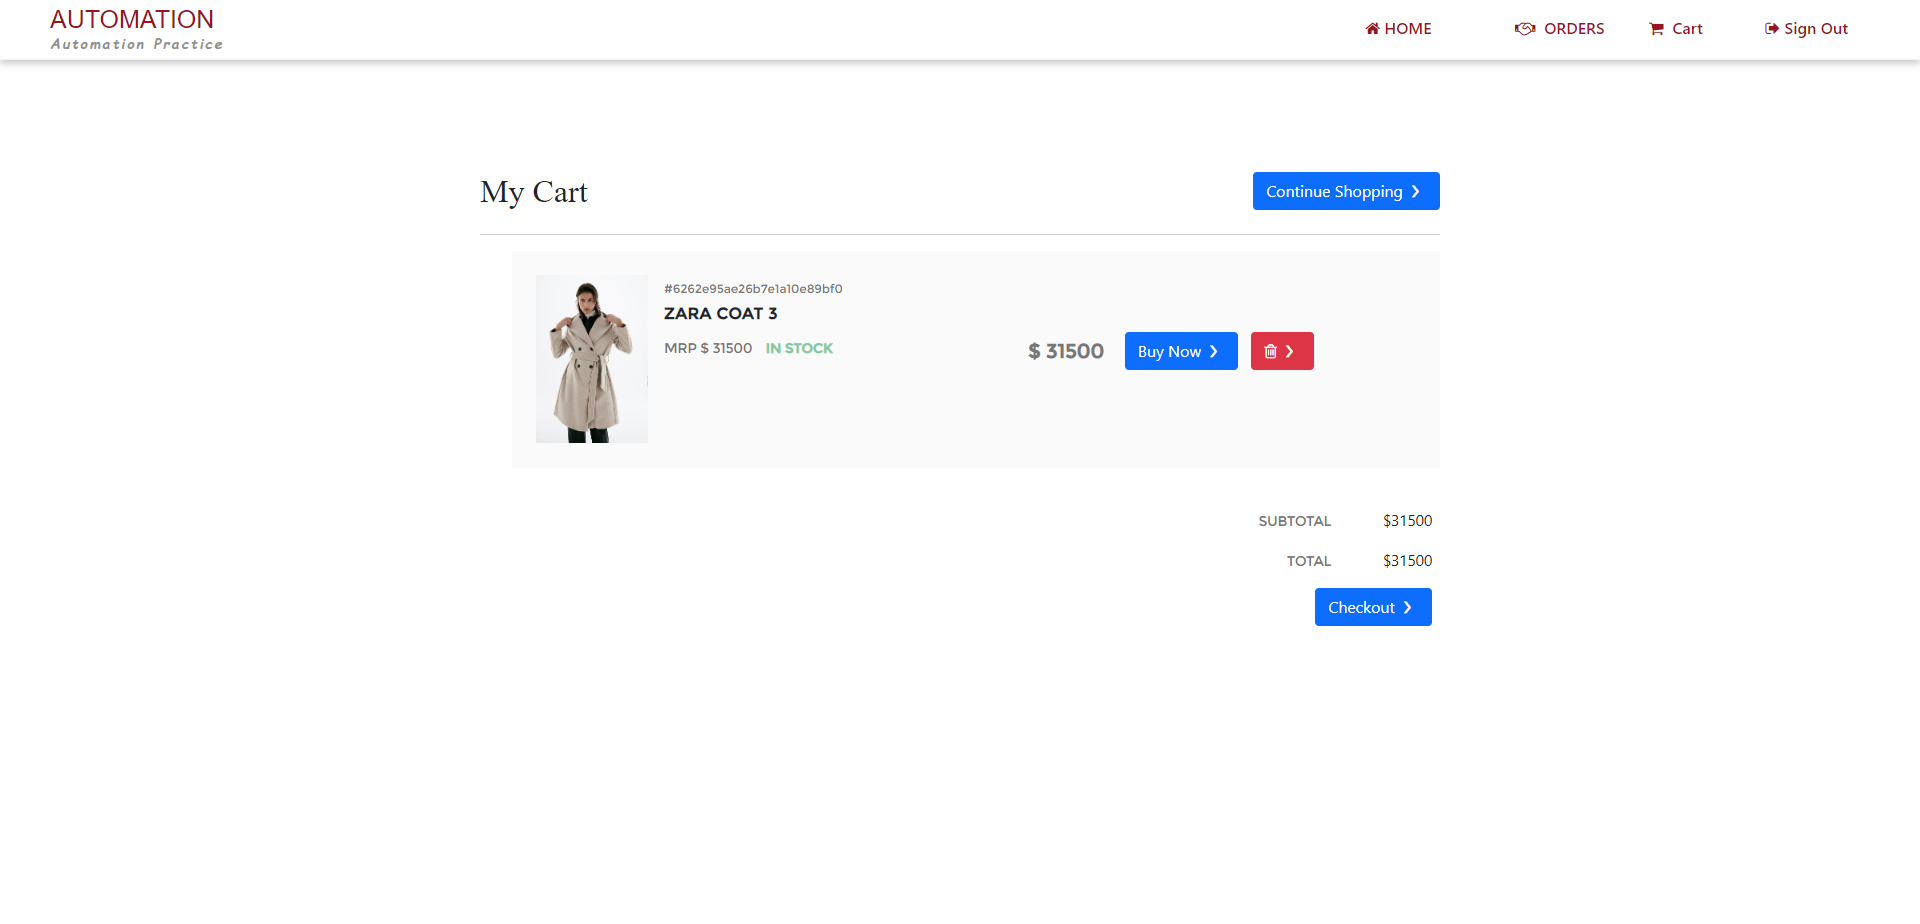 AUTOMATION
Automation Practice
HOME
ORDERS
Cart
Sign Out
My Cart
Continue Shopping
#6262e95ae26b7e1a10e89bf0
ZARA COAT 3
MRP $ 31500 IN STOCK
$ 31500
Buy Now
SUBTOTAL $31500
TOTAL $31500
Checkout